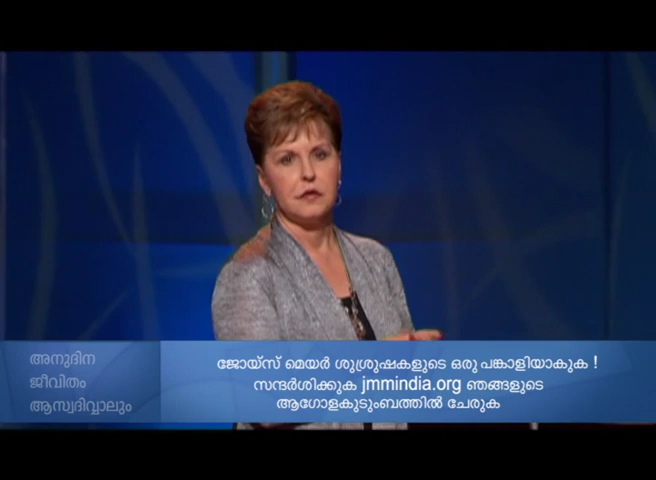 അനുദിന
ജീവിതം
ആസ്വദിവ്വാലും
ജോയ്സ് മെയർ ശുശ്രുഷകളുടെ ഒരു പങ്കാളിയാകുക !
സന്ദർശിക്കുക jmmindia.org ഞങ്ങളുടെ
ആഗോളകുടുംബത്തിൽ ചേരുക